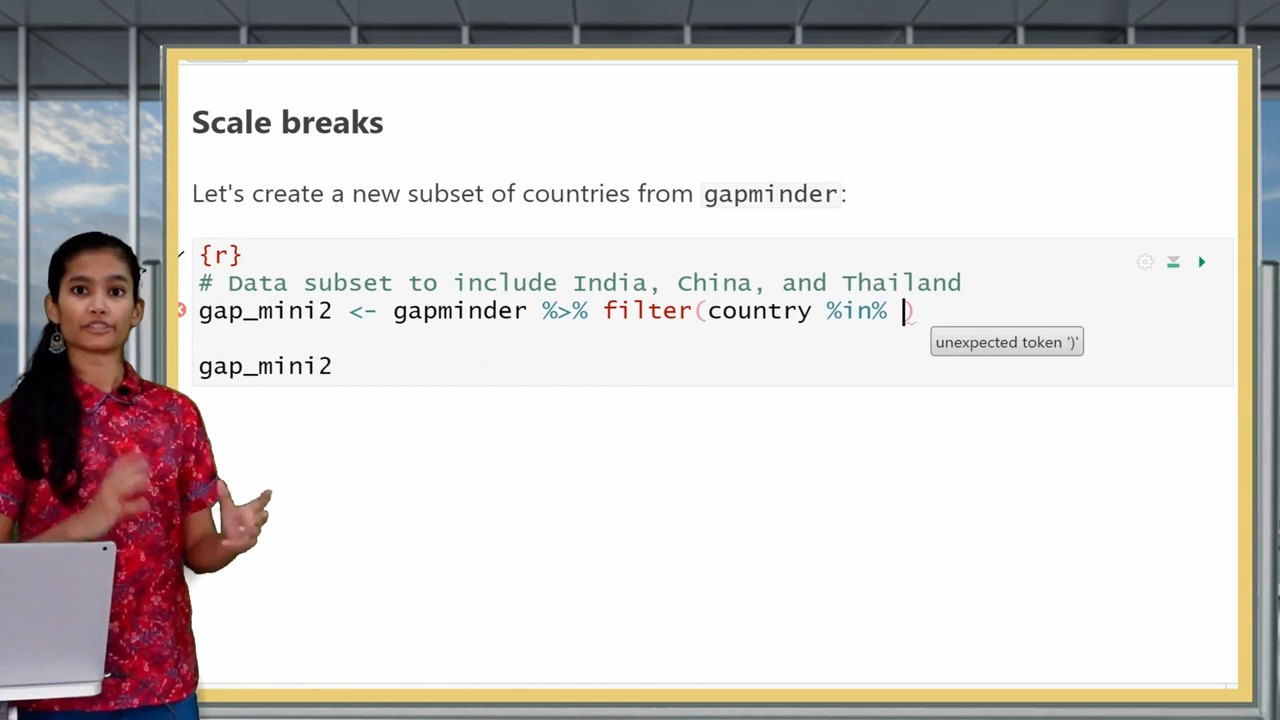 Scale breaks
Let's create a new subset of countries from gapminder:
{r}
# Data subset to include India, China, and Thailand
gap_mini2 <- gapminder %>% filter(country %in% )
unexpected token ')'
gap_mini2